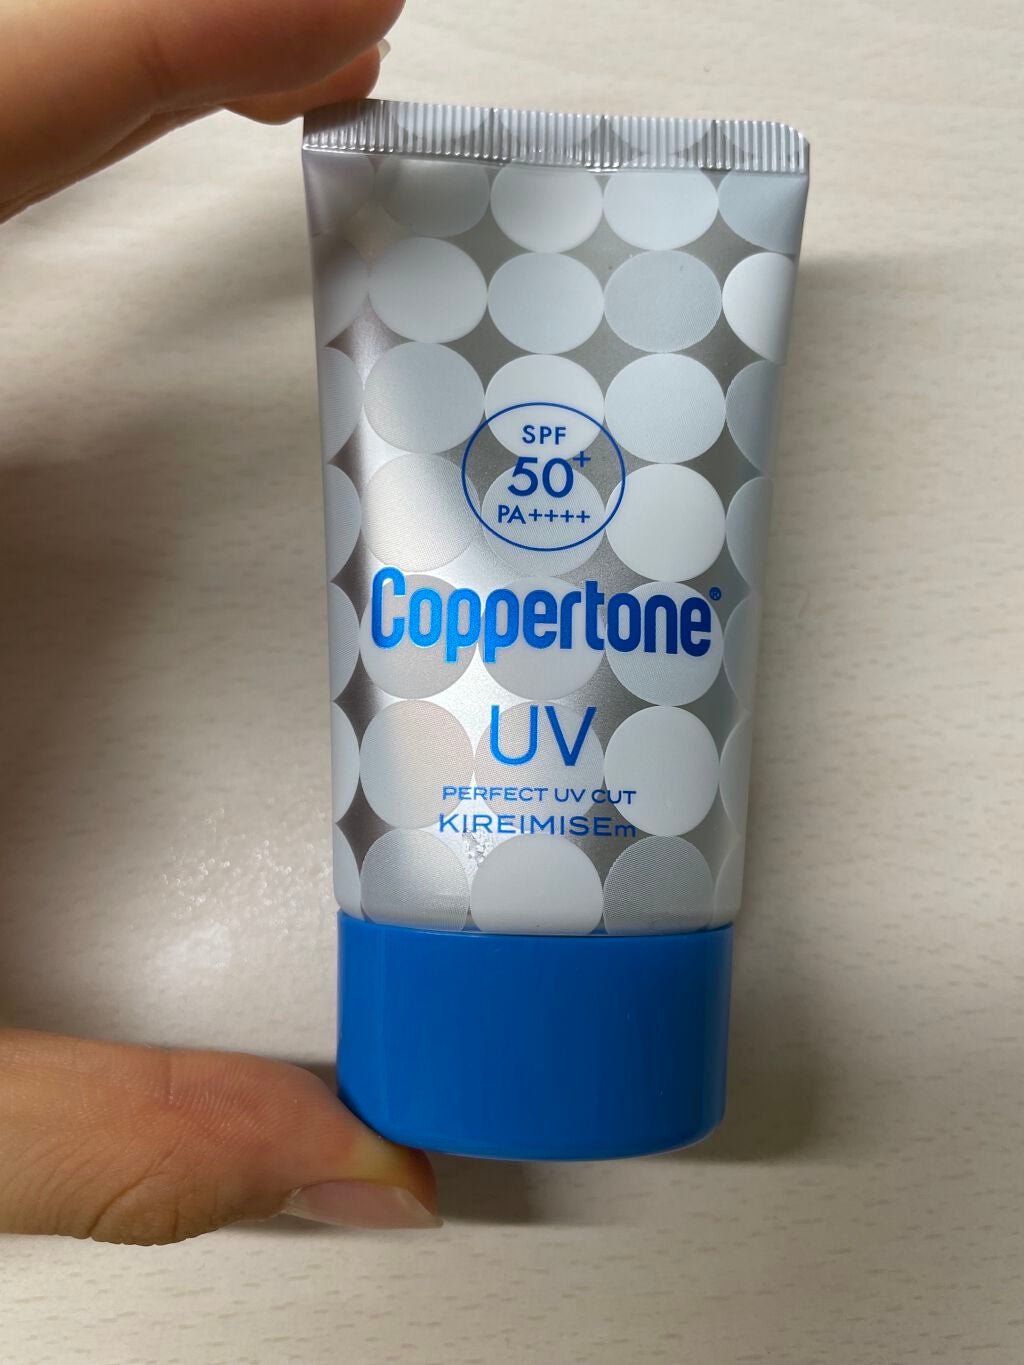 SPF
50+
PA++++
Coppertone®
UV
PERFECT UV CUT
KIREIMISEm